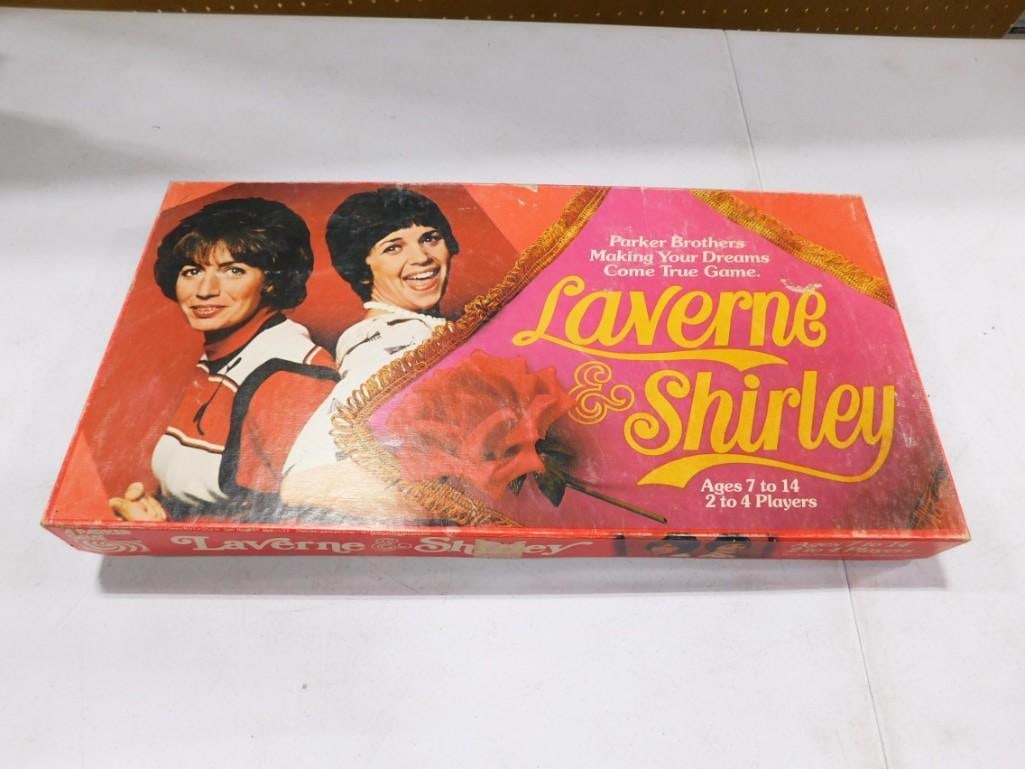 Parker Brothers
Making Your Dreams
Come True Game.
Laverne
& Shirley
Ages 7 to 14
2 to 4 Players
Laverne & Shirley